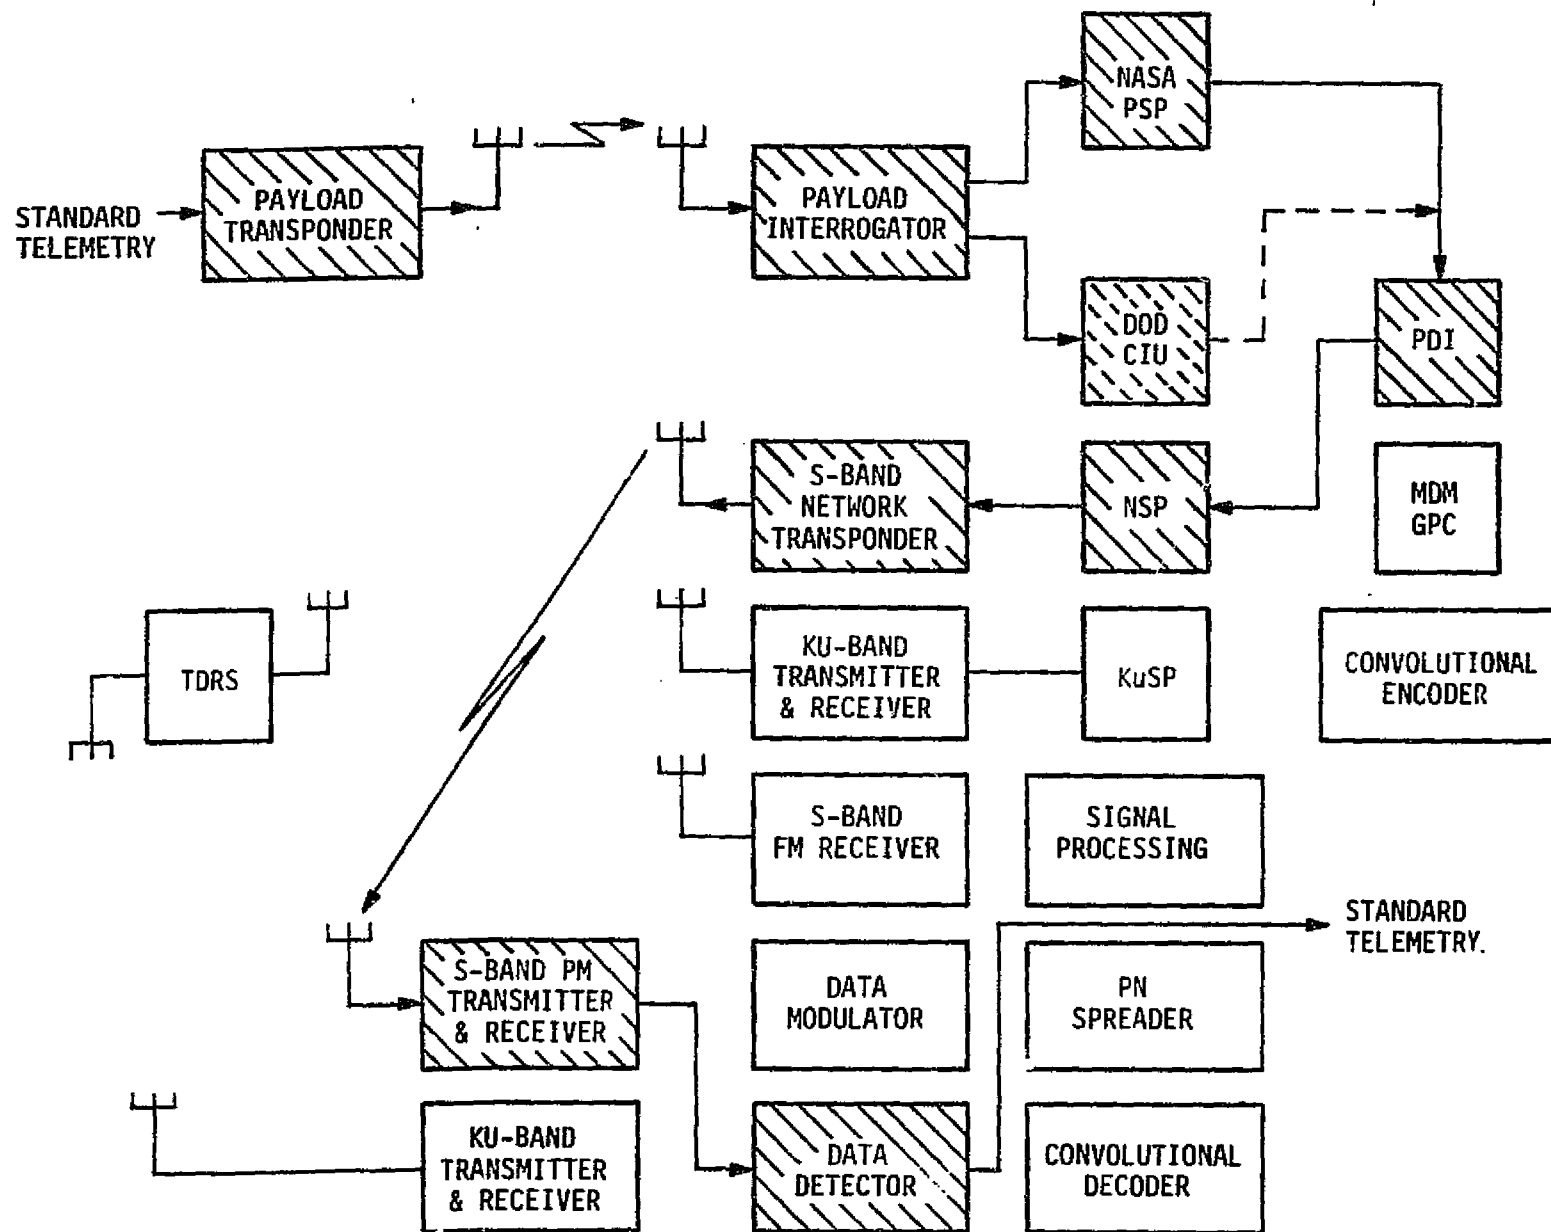 NASA
PSP
STANDARD
TELEMETRY
PAYLOAD
TRANSPONDER
PAYLOAD
INTERROGATOR
DOD
CIU
PDI
S-BAND
NETWORK
TRANSPONDER
NSP
MDM
GPC
TDRS
KU-BAND
TRANSMITTER
& RECEIVER
KuSP
CONVOLUTIONAL
ENCODER
S-BAND
FM RECEIVER
SIGNAL
PROCESSING
STANDARD
TELEMETRY.
S-BAND PM
TRANSMITTER
& RECEIVER
DATA
MODULATOR
PN
SPREADER
KU-BAND
TRANSMITTER
& RECEIVER
DATA
DETECTOR
CONVOLUTIONAL
DECODER